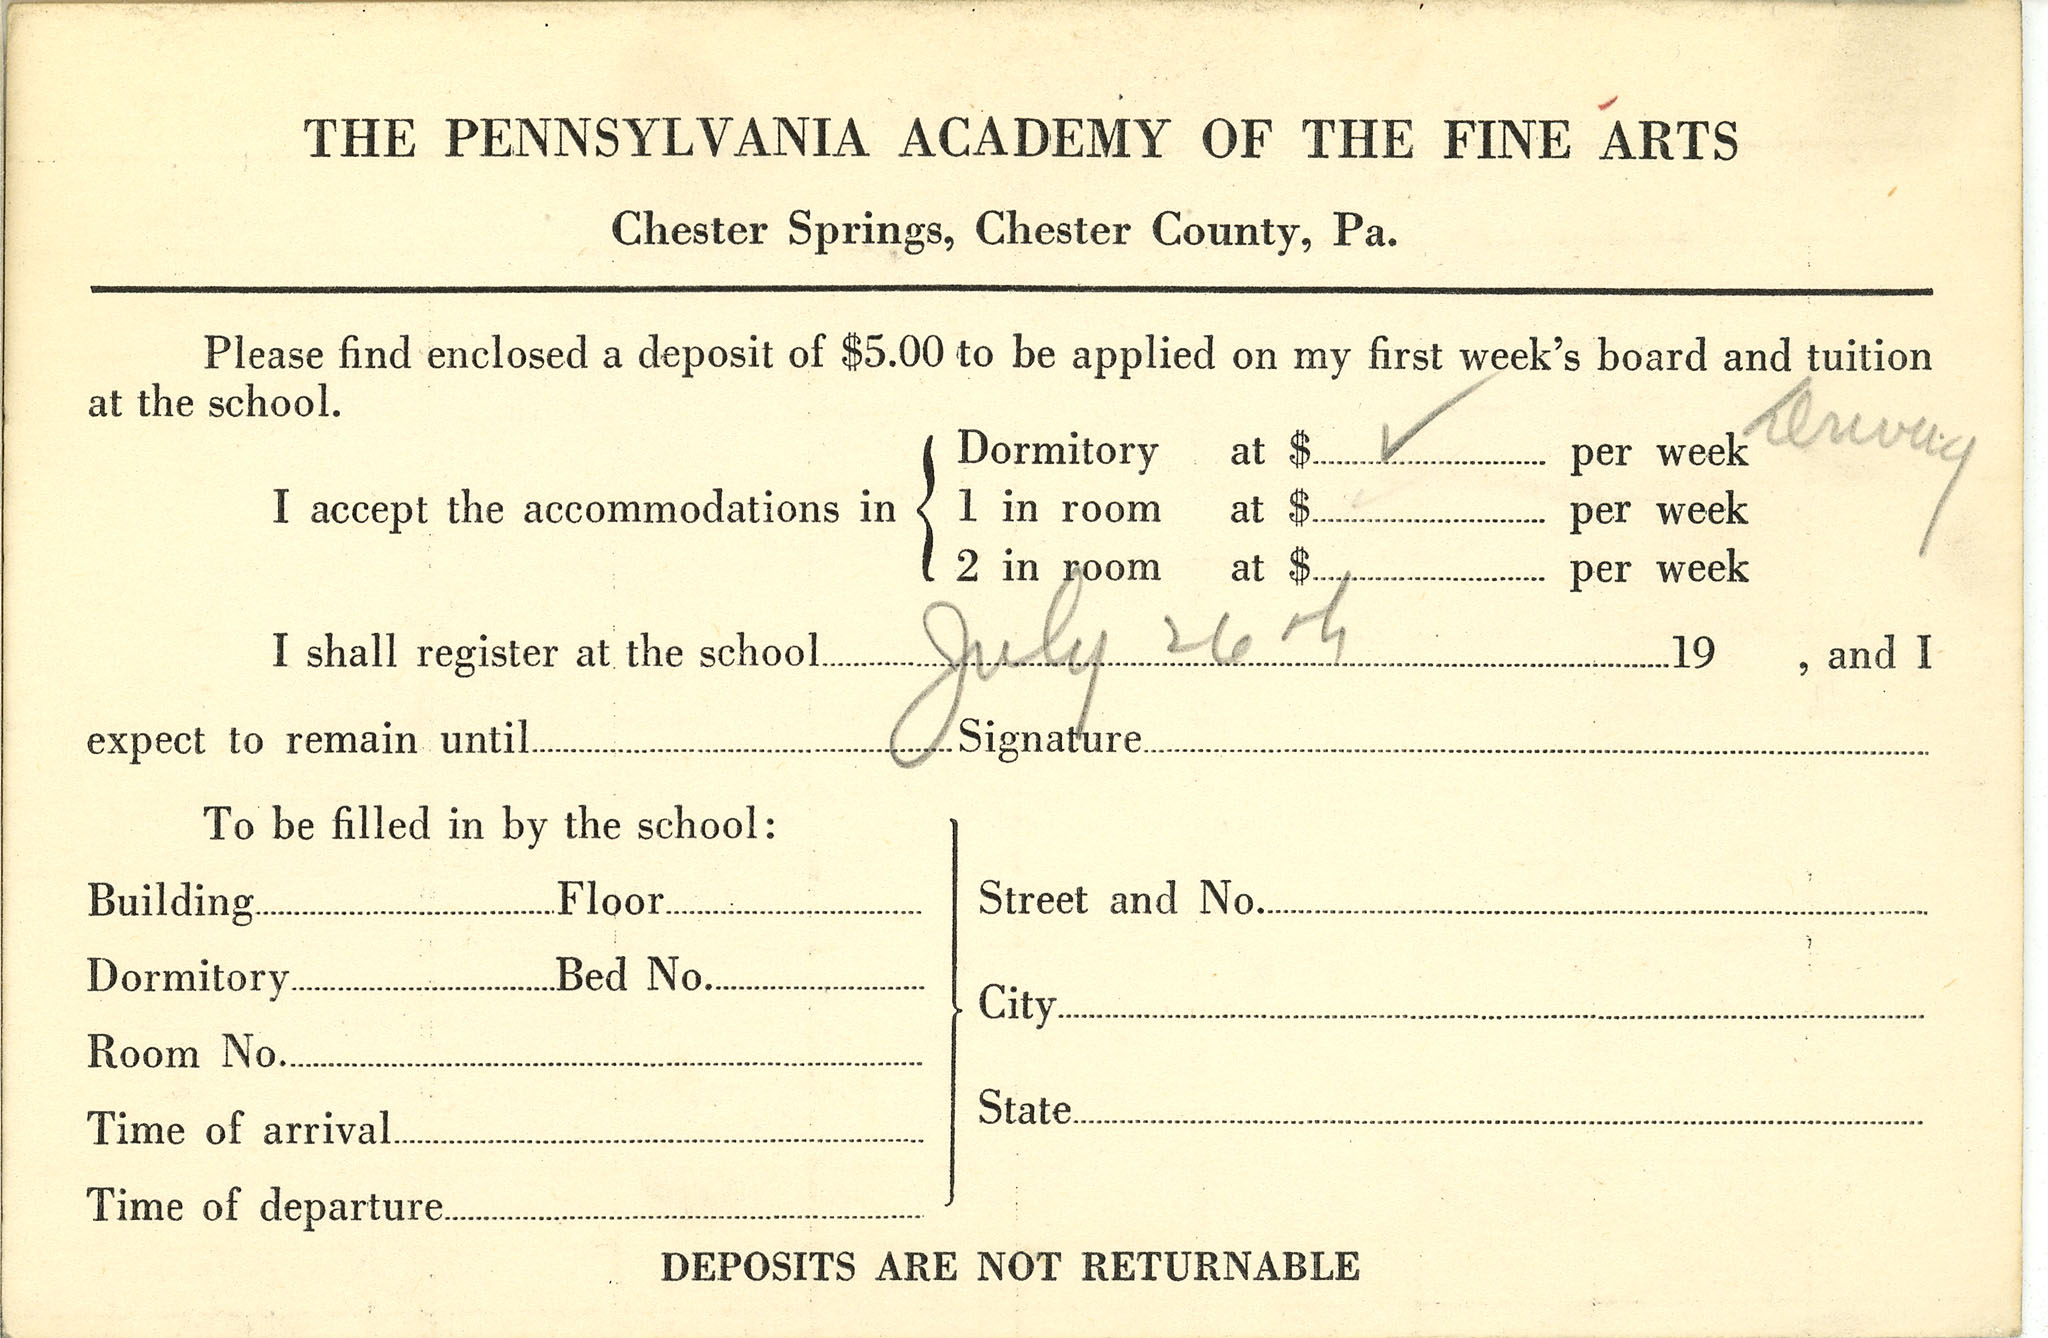 THE PENNSYLVANIA ACADEMY OF THE FINE ARTS
Chester Springs, Chester County, Pa.
Please find enclosed a deposit of $5.00 to be applied on my first week's board and tuition
at the school.
I accept the accommodations in
Dormitory at $ ✓ per week
1 in room at $ per week
2 in room at $ per week
I shall register at the school July 26th 19 , and I
expect to remain until Signature
To be filled in by the school:
Building Floor
Dormitory Bed No.
Room No.
Time of arrival
Time of departure
Street and No.
City
State
DEPOSITS ARE NOT RETURNABLE